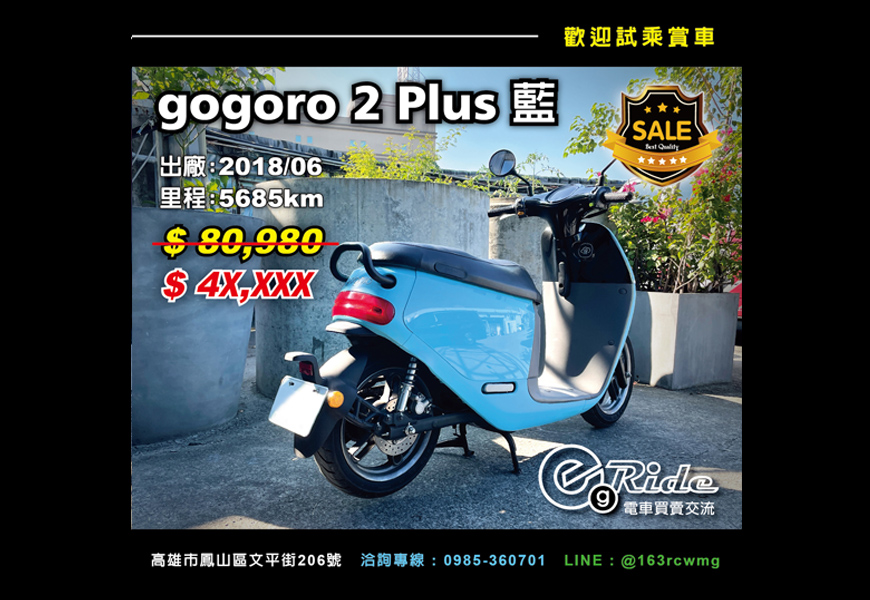 歡迎試乘賞車
gogoro 2 Plus 藍
SALE
Best Quality
出廠:2018/06
里程:5685km
$ 80,980
$ 4X,XXX
eRide
g
電車買賣交流
高雄市鳳山區文平街206號 洽詢專線：0985-360701 LINE：@163rcwmg